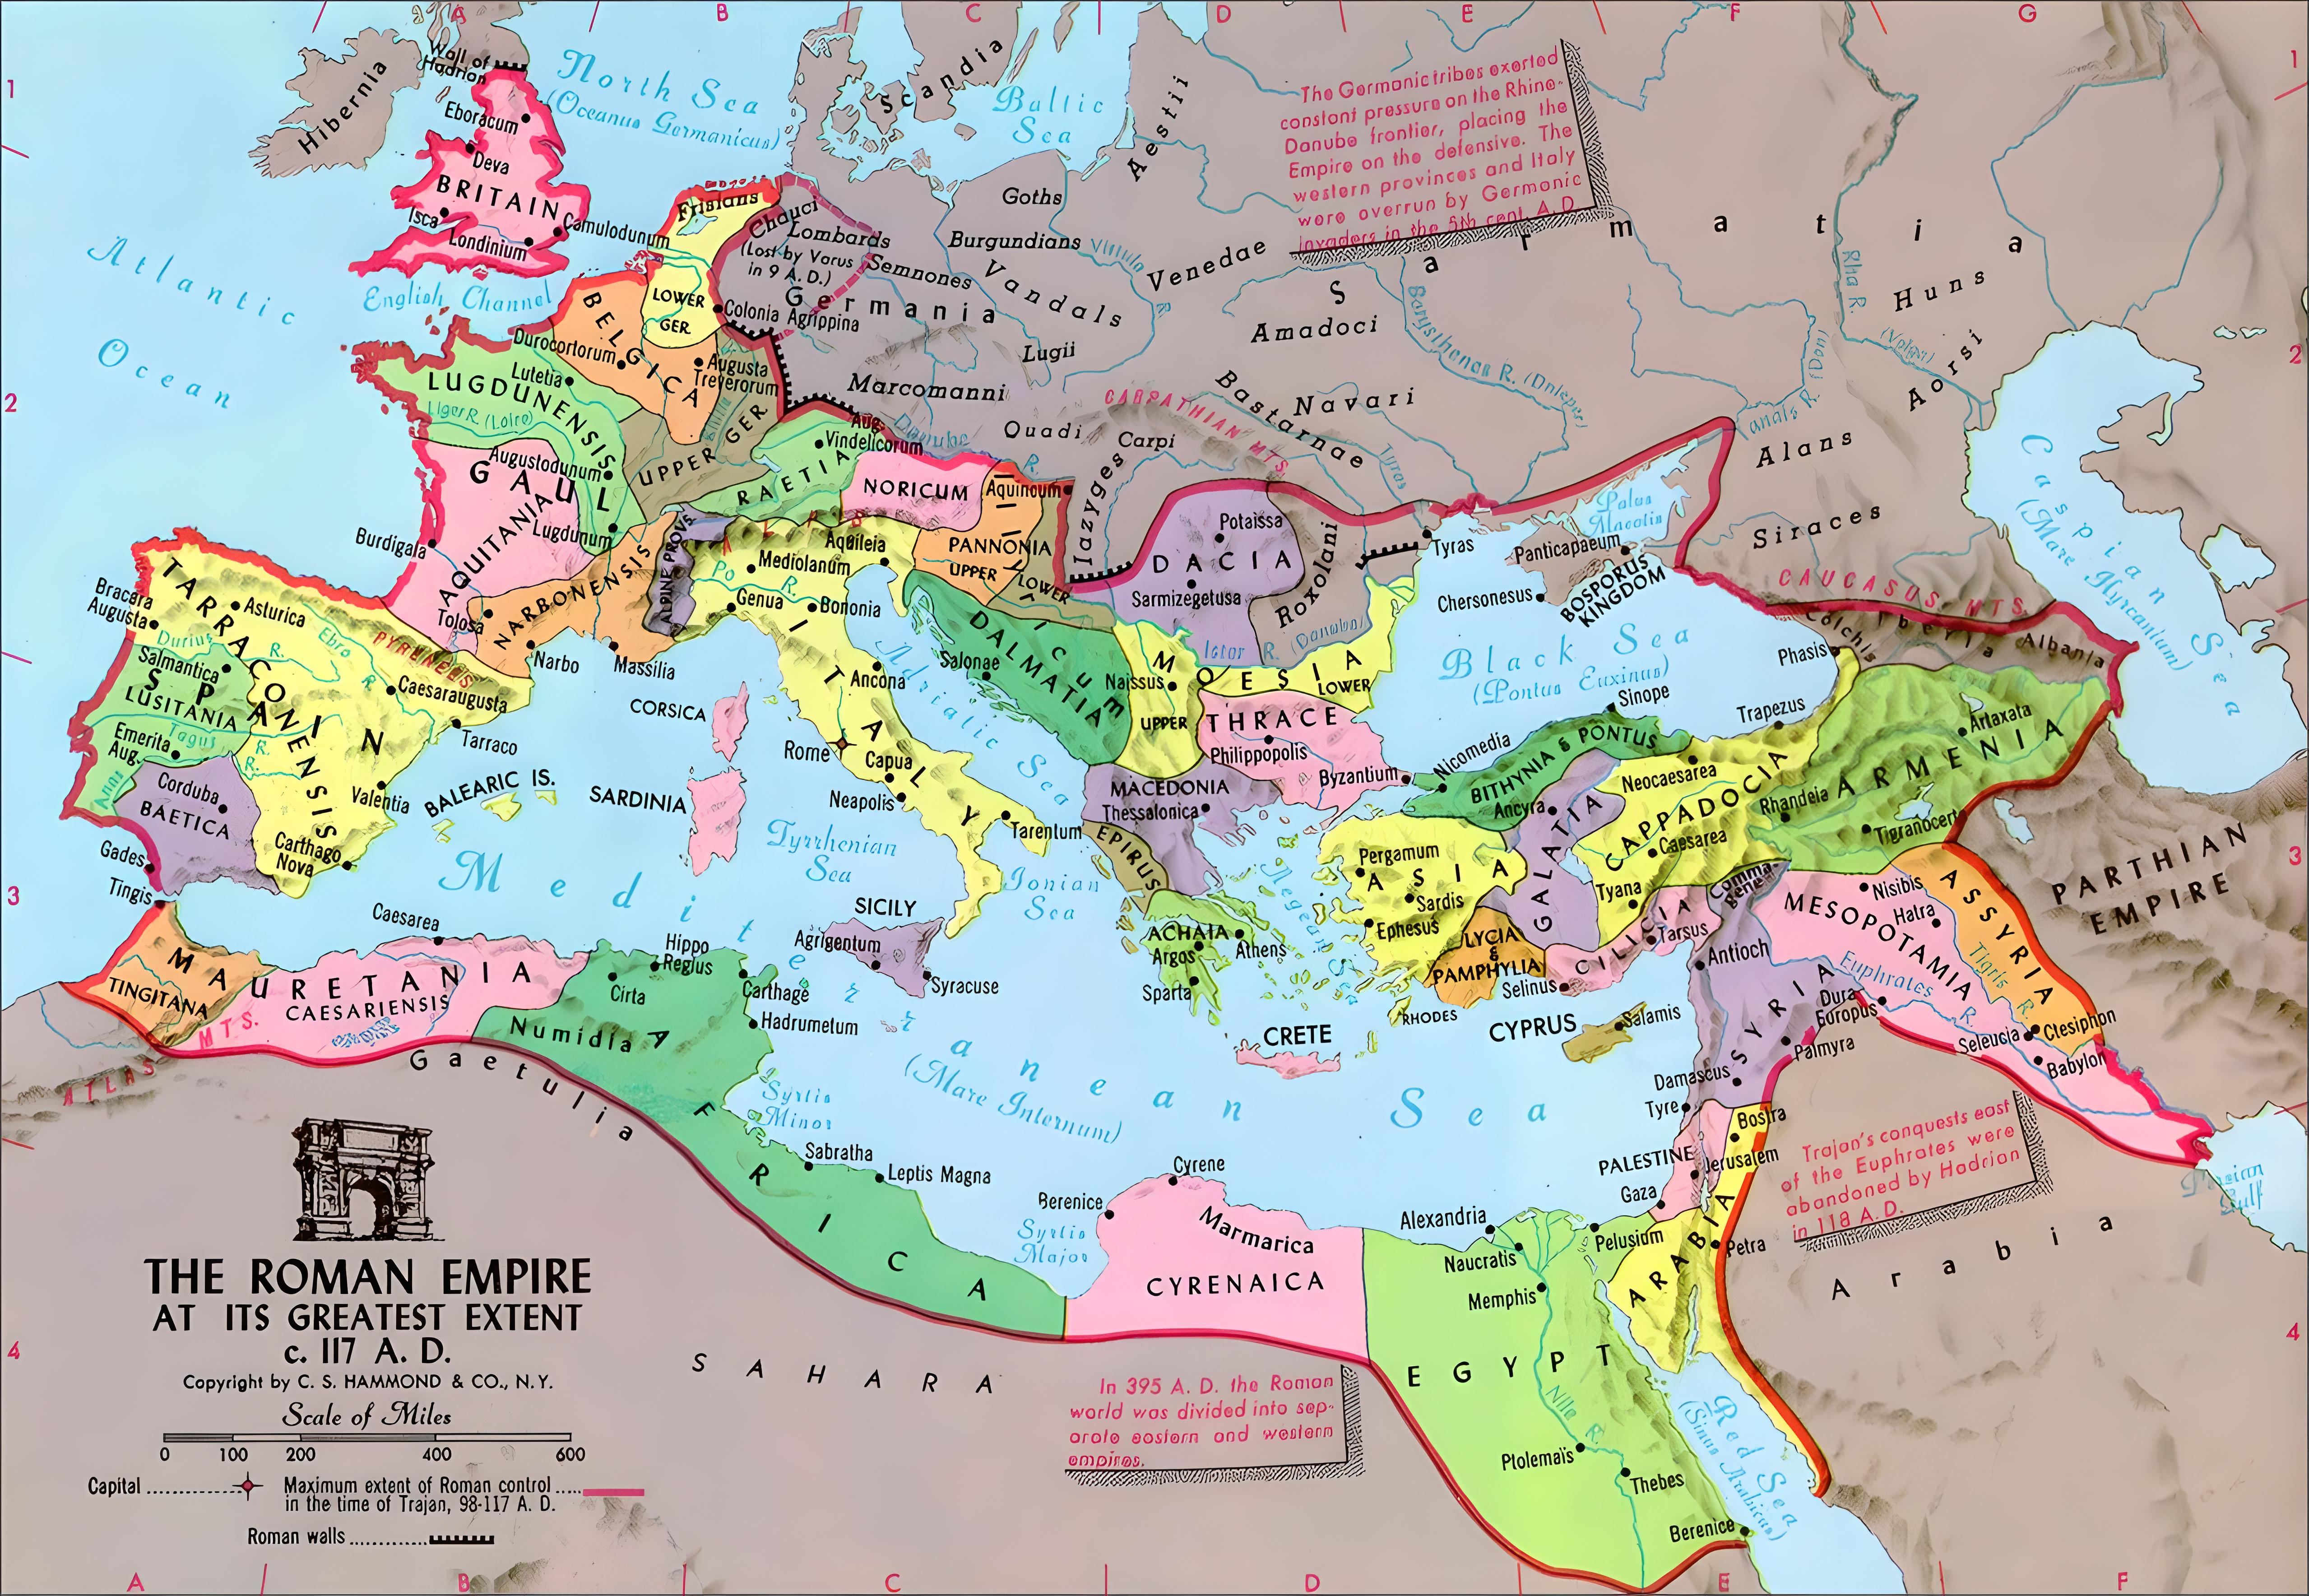 A
B
C
D
E
F
G
1
1
Wall of
Hadrian
North Sea
(Oceanus Germanicus)
Scandia
Baltic
Sea
Aestii
Hibernia
Eboracum
Deva
BRITAIN
Isca
Camulodunum
Londinium
English Channel
Atlantic
Ocean
Frisians
Chauci
Lombards
(Lost by Varus
in 9 A.D.)
Semnones
Goths
Burgundians
Vandals
Germania
Venedae
The Germanic tribes exerted
constant pressure on the Rhine-
Danube frontier, placing the
Empire on the defensive. The
western provinces and Italy
were overrun by Germanic
invaders in the 5th cent. A.D.
Sarmatia
Amadoci
Borysthenes R. (Dnieper)
Rha R.
(Volga)
Huns
Aorsi
2
2
LOWER
GER.
Colonia Agrippina
BELGICA
Durocortorum
Augusta
Treverorum
Lutetia
LUGDUNENSIS
Liger R. (Loire)
Augustodunum
UPPER GER.
Lugii
Marcomanni
Quadi
Carpi
CARPATHIAN MTS.
Bastarnae
Navari
Tyras
Tanais R. (Don)
Alans
Siraces
Caspian Sea
(Mare Hyrcanium)
Aug.
Vindelicorum
Danube R.
RAETIA
NORICUM
Aquincum
Iazyges
GAUL
AQUITANIA
Burdigala
Lugdunum
Tolosa
NARBONENSIS
Narbo
Massilia
ALPINE PROVS.
ALPS
Po R.
Mediolanum
Aquileia
Genua
Bononia
PANNONIA
UPPER
LOWER
Illyricum
DALMATIA
Salonae
Potaissa
DACIA
Sarmizegetusa
Roxolani
Tyras
Ister R. (Danube)
Palus
Maeotis
Panticapaeum
Chersonesus
BOSPORUS
KINGDOM
CAUCASUS MTS.
Colchis
Iberia
Albania
Phasis
Black Sea
(Pontus Euxinus)
Bracara
Augusta
Asturica
TARRACONENSIS
Durius R.
Ebro R.
PYRENEES
Salmantica
SPAIN
LUSITANIA
Caesaraugusta
Tarraco
Tagus R.
Emerita
Aug.
Anas R.
Corduba
BAETICA
Valentia
Carthago
Nova
Gades
Tingis
BALEARIC IS.
CORSICA
SARDINIA
ITALY
Ancona
Adriatic Sea
Rome
Capua
Neapolis
Tarentum
Tyrrhenian
Sea
Ionian
Sea
SICILY
Agrigentum
Syracuse
Naissus
MOESIA
UPPER
LOWER
THRACE
Philippopolis
Byzantium
MACEDONIA
Thessalonica
EPIRUS
ACHAIA
Athens
Argos
Sparta
Aegean Sea
CRETE
RHODES
Sinope
Nicomedia
BITHYNIA & PONTUS
Trapezus
Neocaesarea
Ancyra
GALATIA
CAPPADOCIA
Caesarea
Tyana
Pergamum
ASIA
Sardis
Ephesus
LYCIA
&
PAMPHYLIA
Selinus
CILICIA
Tarsus
Comma
gene
Artaxata
ARMENIA
Rhandeia
Tigranocerta
PARTHIAN
EMPIRE
ASSYRIA
Nisibis
Hatra
MESOPOTAMIA
Euphrates R.
Tigris R.
Antioch
SYRIA
Dura
Europus
Ctesiphon
Seleucia
Babylon
Palmyra
Damascus
CYPRUS
Salamis
3
3
Mediterranean Sea
(Mare Internum)
Caesarea
MAURETANIA
TINGITANA
CAESARIENSIS
ATLAS MTS.
Hippo
Regius
Cirta
Carthage
Hadrumetum
Numidia
Gaetulia
AFRICA
Syrtis
Minor
Sabratha
Leptis Magna
Cyrene
Berenice
Syrtis
Major
Marmarica
CYRENAICA
Tyre
Bostra
PALESTINE
Jerusalem
Gaza
ARABIA
Petra
Pelusium
Alexandria
Naucratis
Memphis
EGYPT
Nile R.
Ptolemaïs
Thebes
Berenice
Red Sea
(Sinus Arabicus)
Trajan's conquests east
of the Euphrates were
abandoned by Hadrian
in 118 A.D.
Arabia
Persian
Gulf
4
4
SAHARA
In 395 A. D. the Roman
world was divided into sep-
arate eastern and western
empires.
THE ROMAN EMPIRE
AT ITS GREATEST EXTENT
c. 117 A. D.
Copyright by C. S. HAMMOND & CO., N.Y.
Scale of Miles
0 100 200 400 600
Capital
Maximum extent of Roman control
in the time of Trajan, 98-117 A. D.
Roman walls
A
B
C
D
E
F